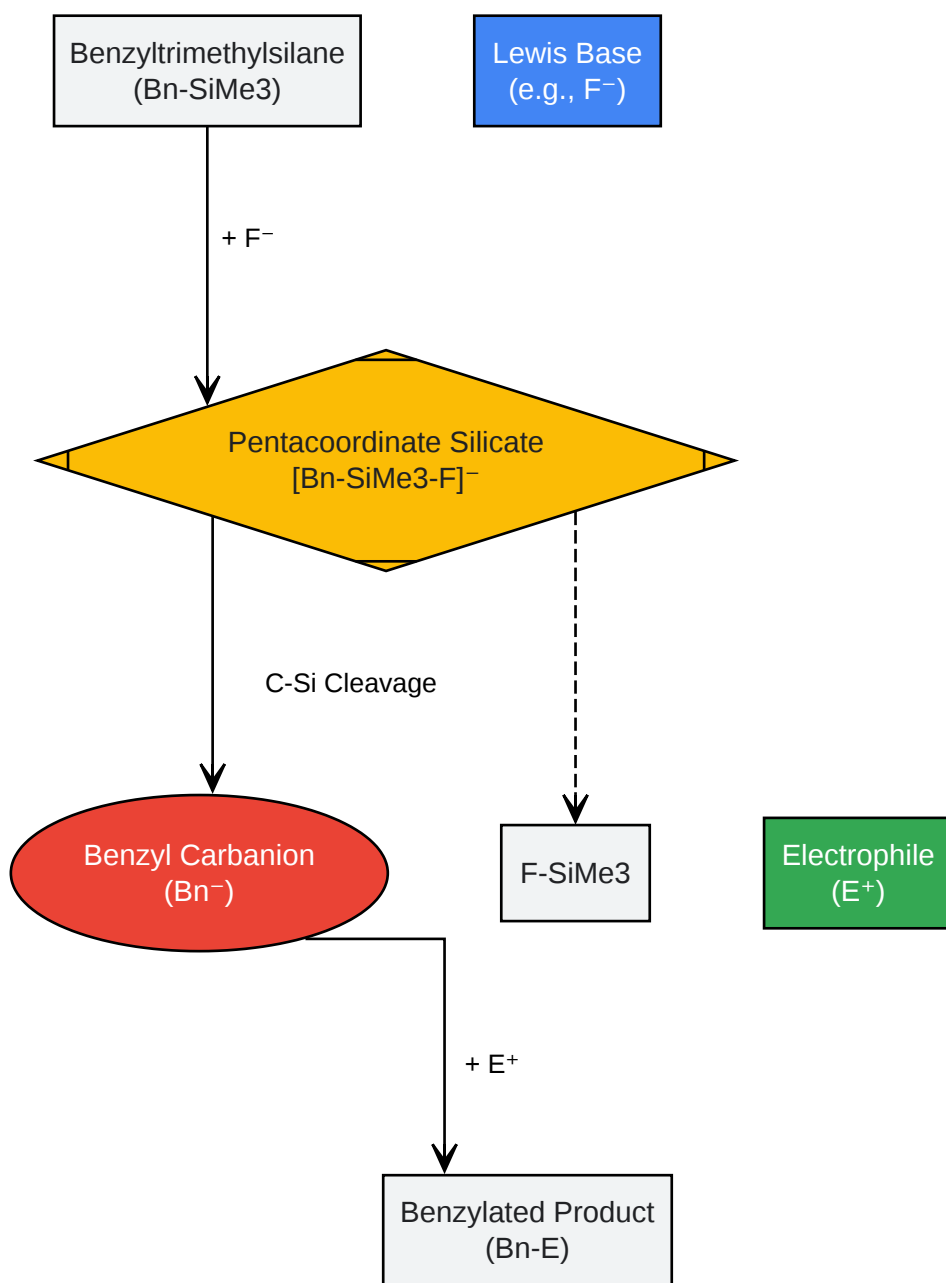 Benzyltrimethylsilane
(Bn-SiMe3)
Lewis Base
(e.g., F⁻)
+ F⁻
Pentacoordinate Silicate
[Bn-SiMe3-F]⁻
C-Si Cleavage
Benzyl Carbanion
(Bn⁻)
F-SiMe3
Electrophile
(E⁺)
+ E⁺
Benzylated Product
(Bn-E)